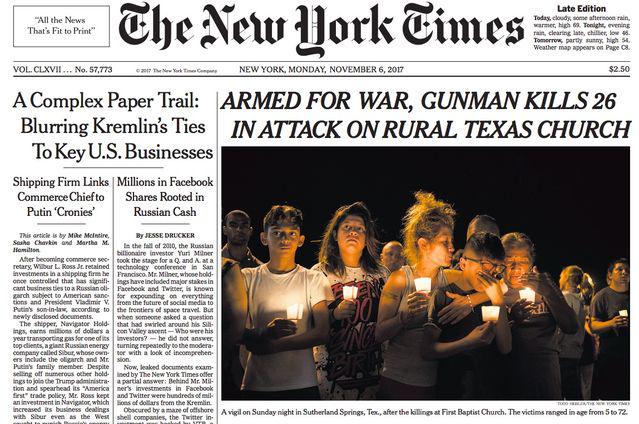 “All the News
That’s Fit to Print”
The New York Times
Late Edition
Today, cloudy, some afternoon rain,
warmer, high 69. Tonight, evening
rain, clearing late, chillier, low 46.
Tomorrow, partly sunny, high 54.
Weather map appears on Page C8.
VOL. CLXVII . . . No. 57,773
© 2017 The New York Times Company
NEW YORK, MONDAY, NOVEMBER 6, 2017
$2.50
A Complex Paper Trail:
Blurring Kremlin’s Ties
To Key U.S. Businesses
Shipping Firm Links
Commerce Chief to
Putin ‘Cronies’
This article is by Mike McIntire,
Sasha Chavkin and Martha M.
Hamilton.
After becoming commerce sec-
retary, Wilbur L. Ross Jr. retained
investments in a shipping firm he
once controlled that has signifi-
cant business ties to a Russian oli-
garch subject to American sanc-
tions and President Vladimir V.
Putin’s son-in-law, according to
newly disclosed documents.
The shipper, Navigator Hold-
ings, earns millions of dollars a
year transporting gas for one of its
top clients, a giant Russian energy
company called Sibur, whose own-
ers include the oligarch and Mr.
Putin’s family member. Despite
selling off numerous other hold-
ings to join the Trump administra-
tion and spearhead its “America
first” trade policy, Mr. Ross kept
an investment in Navigator, which
increased its business dealings
with Sibur even as the West
Millions in Facebook
Shares Rooted in
Russian Cash
By JESSE DRUCKER
In the fall of 2010, the Russian
billionaire investor Yuri Milner
took the stage for a Q. and A. at a
technology conference in San
Francisco. Mr. Milner, whose hold-
ings have included major stakes in
Facebook and Twitter, is known
for expounding on everything
from the future of social media to
the frontiers of space travel. But
when someone asked a question
that had swirled around his Sili-
con Valley ascent — Who were his
investors? — he did not answer,
turning repeatedly to the modera-
tor with a look of incomprehen-
sion.
Now, leaked documents exam-
ined by The New York Times offer
a partial answer: Behind Mr. Mil-
ner’s investments in Facebook
and Twitter were hundreds of mil-
lions of dollars from the Kremlin.
Obscured by a maze of offshore
shell companies, the Twitter in-
ARMED FOR WAR, GUNMAN KILLS 26
IN ATTACK ON RURAL TEXAS CHURCH
TODD HEISLER/THE NEW YORK TIMES
A vigil on Sunday night in Sutherland Springs, Tex., after the killings at First Baptist Church. The victims ranged in age from 5 to 72.